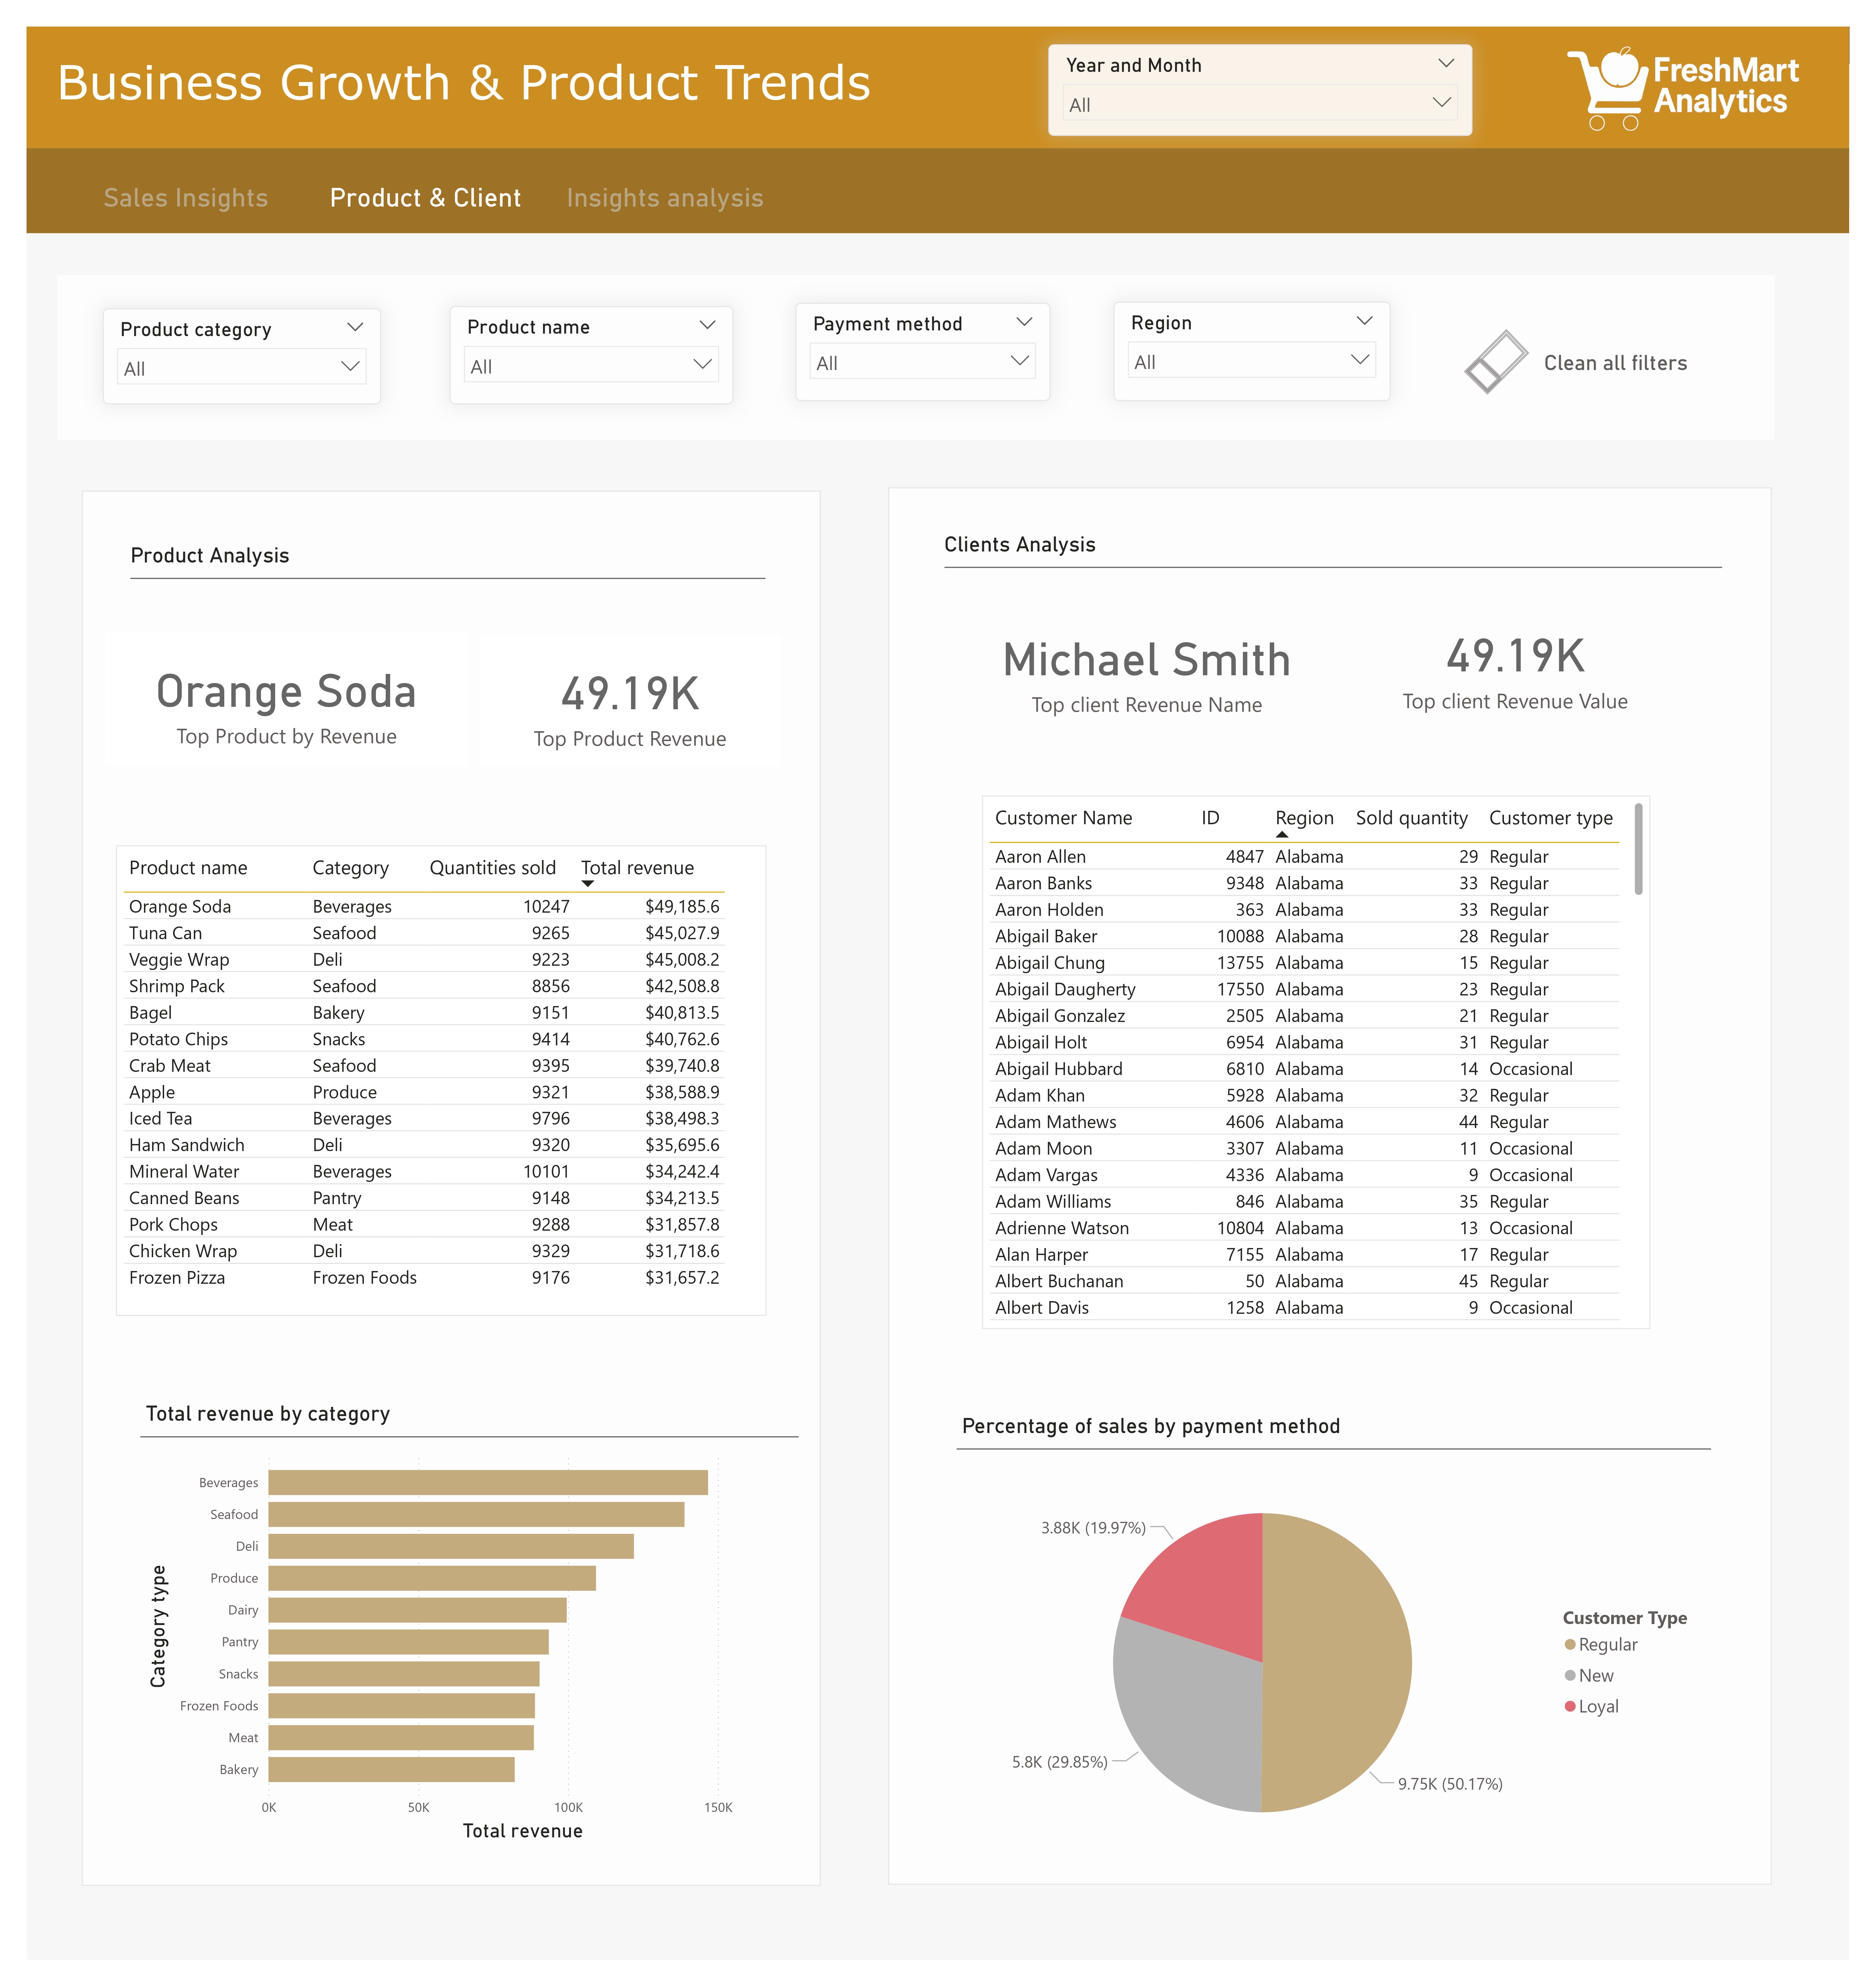 Business Growth & Product Trends
Year and Month
All
FreshMart
Analytics
Sales Insights Product & Client Insights analysis
Product category
All
Product name
All
Payment method
All
Region
All
Clean all filters
Product Analysis
Orange Soda
Top Product by Revenue
49.19K
Top Product Revenue
Product name Category Quantities sold Total revenue
Orange Soda Beverages 10247 $49,185.6
Tuna Can Seafood 9265 $45,027.9
Veggie Wrap Deli 9223 $45,008.2
Shrimp Pack Seafood 8856 $42,508.8
Bagel Bakery 9151 $40,813.5
Potato Chips Snacks 9414 $40,762.6
Crab Meat Seafood 9395 $39,740.8
Apple Produce 9321 $38,588.9
Iced Tea Beverages 9796 $38,498.3
Ham Sandwich Deli 9320 $35,695.6
Mineral Water Beverages 10101 $34,242.4
Canned Beans Pantry 9148 $34,213.5
Pork Chops Meat 9288 $31,857.8
Chicken Wrap Deli 9329 $31,718.6
Frozen Pizza Frozen Foods 9176 $31,657.2
Total revenue by category
Category type
Beverages
Seafood
Deli
Produce
Dairy
Pantry
Snacks
Frozen Foods
Meat
Bakery
0K 50K 100K 150K
Total revenue
Clients Analysis
Michael Smith
Top client Revenue Name
49.19K
Top client Revenue Value
Customer Name ID Region Sold quantity Customer type
Aaron Allen 4847 Alabama 29 Regular
Aaron Banks 9348 Alabama 33 Regular
Aaron Holden 363 Alabama 33 Regular
Abigail Baker 10088 Alabama 28 Regular
Abigail Chung 13755 Alabama 15 Regular
Abigail Daugherty 17550 Alabama 23 Regular
Abigail Gonzalez 2505 Alabama 21 Regular
Abigail Holt 6954 Alabama 31 Regular
Abigail Hubbard 6810 Alabama 14 Occasional
Adam Khan 5928 Alabama 32 Regular
Adam Mathews 4606 Alabama 44 Regular
Adam Moon 3307 Alabama 11 Occasional
Adam Vargas 4336 Alabama 9 Occasional
Adam Williams 846 Alabama 35 Regular
Adrienne Watson 10804 Alabama 13 Occasional
Alan Harper 7155 Alabama 17 Regular
Albert Buchanan 50 Alabama 45 Regular
Albert Davis 1258 Alabama 9 Occasional
Percentage of sales by payment method
3.88K (19.97%)
5.8K (29.85%)
9.75K (50.17%)
Customer Type
Regular
New
Loyal